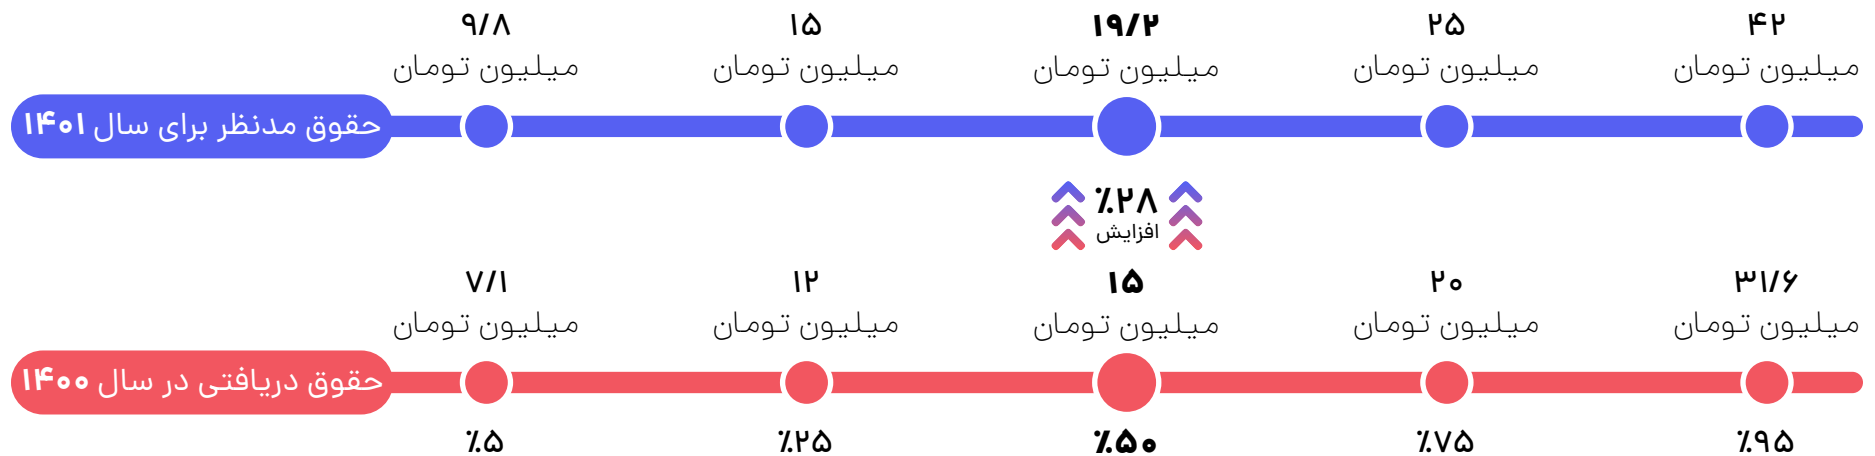 ۹/۸
میلیون تومان
۱۵
میلیون تومان
۱۹/۲
میلیون تومان
۲۵
میلیون تومان
۴۲
میلیون تومان
حقوق مدنظر برای سال ۱۴۰۱
٪۲۸
افزایش
۷/۱
میلیون تومان
۱۲
میلیون تومان
۱۵
میلیون تومان
۲۰
میلیون تومان
۳۱/۶
میلیون تومان
حقوق دریافتی در سال ۱۴۰۰
٪۵
٪۲۵
٪۵۰
٪۷۵
٪۹۵